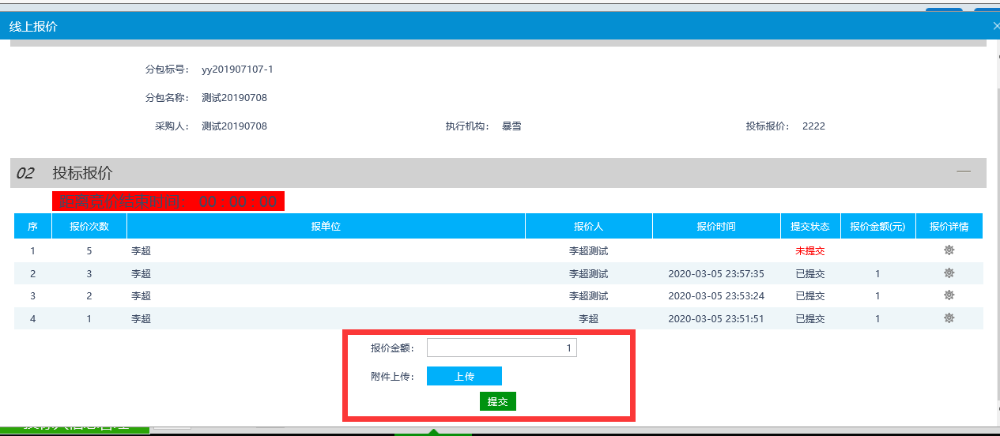 线上报价
分包标号： yy201907107-1
分包名称： 测试20190708
采购人： 测试20190708 执行机构： 暴雪 投标报价： 2222
02 投标报价
距离竞价结束时间： 00 : 00 : 00
序 报价次数 报单位 报价人 报价时间 提交状态 报价金额(元) 报价详情
1 5 李超 李超测试 未提交
2 3 李超 李超测试 2020-03-05 23:57:35 已提交 1
3 2 李超 李超测试 2020-03-05 23:53:24 已提交 1
4 1 李超 李超 2020-03-05 23:51:51 已提交 1
报价金额： 1
附件上传： 上传
提交